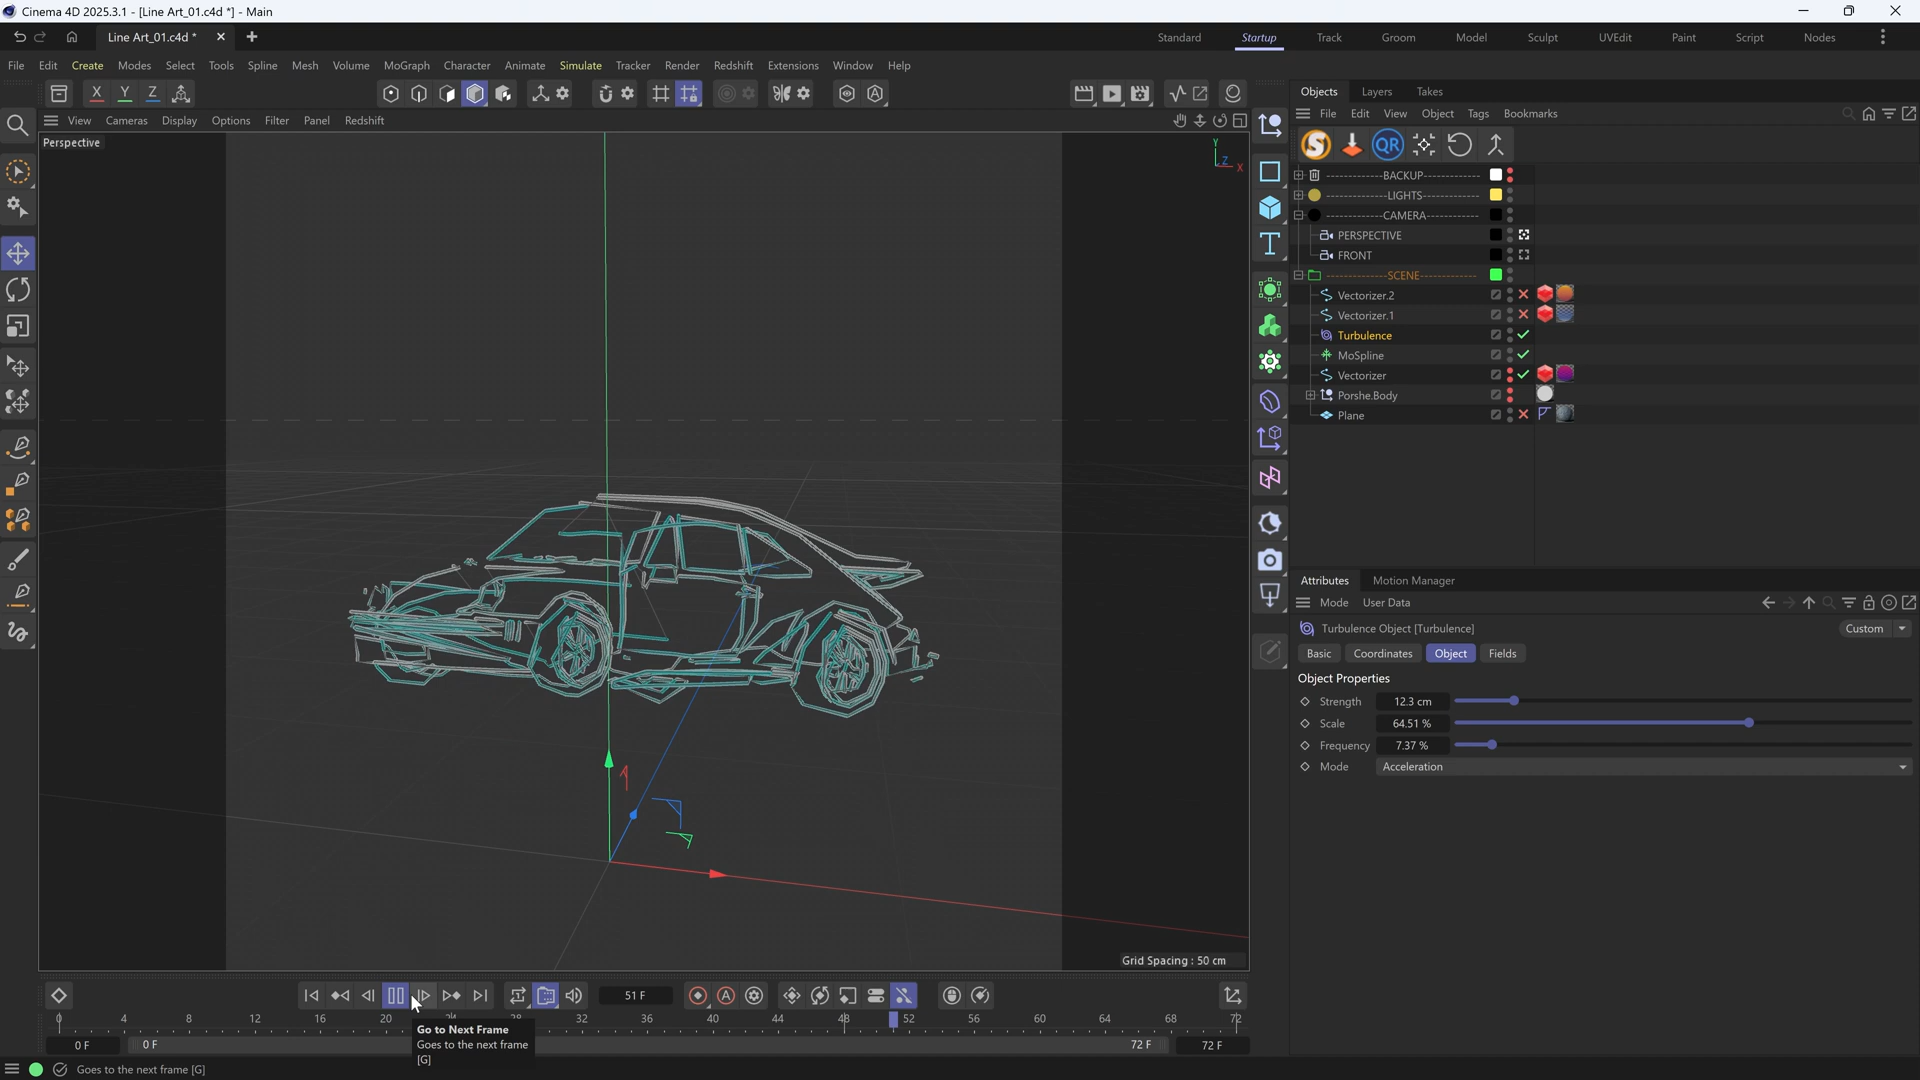 Cinema 4D 2025.3.1 - [Line Art_01.c4d *] - Main
Line Art_01.c4d *
Standard Startup Track Groom Model Sculpt UVEdit Paint Script Nodes
File Edit Create Modes Select Tools Spline Mesh Volume MoGraph Character Animate Simulate Tracker Render Redshift Extensions Window Help
X Y Z
View Cameras Display Options Filter Panel Redshift
Perspective
Y
Z X
Grid Spacing : 50 cm
Objects Layers Takes
File Edit View Object Tags Bookmarks
S QR
-------------BACKUP-------------
-------------LIGHTS-------------
-------------CAMERA-------------
PERSPECTIVE
FRONT
-------------SCENE-------------
Vectorizer.2
Vectorizer.1
Turbulence
MoSpline
Vectorizer
Porshe.Body
Plane
Attributes Motion Manager
Mode User Data
Turbulence Object [Turbulence]
Custom
Basic Coordinates Object Fields
Object Properties
Strength 12.3 cm
Scale 64.51 %
Frequency 7.37 %
Mode Acceleration
51 F
0 4 8 12 16 20 24 32 36 40 44 48 52 56 60 64 68 72
0 F 0 F 72 F 72 F
Go to Next Frame
Goes to the next frame
[G]
Goes to the next frame [G]